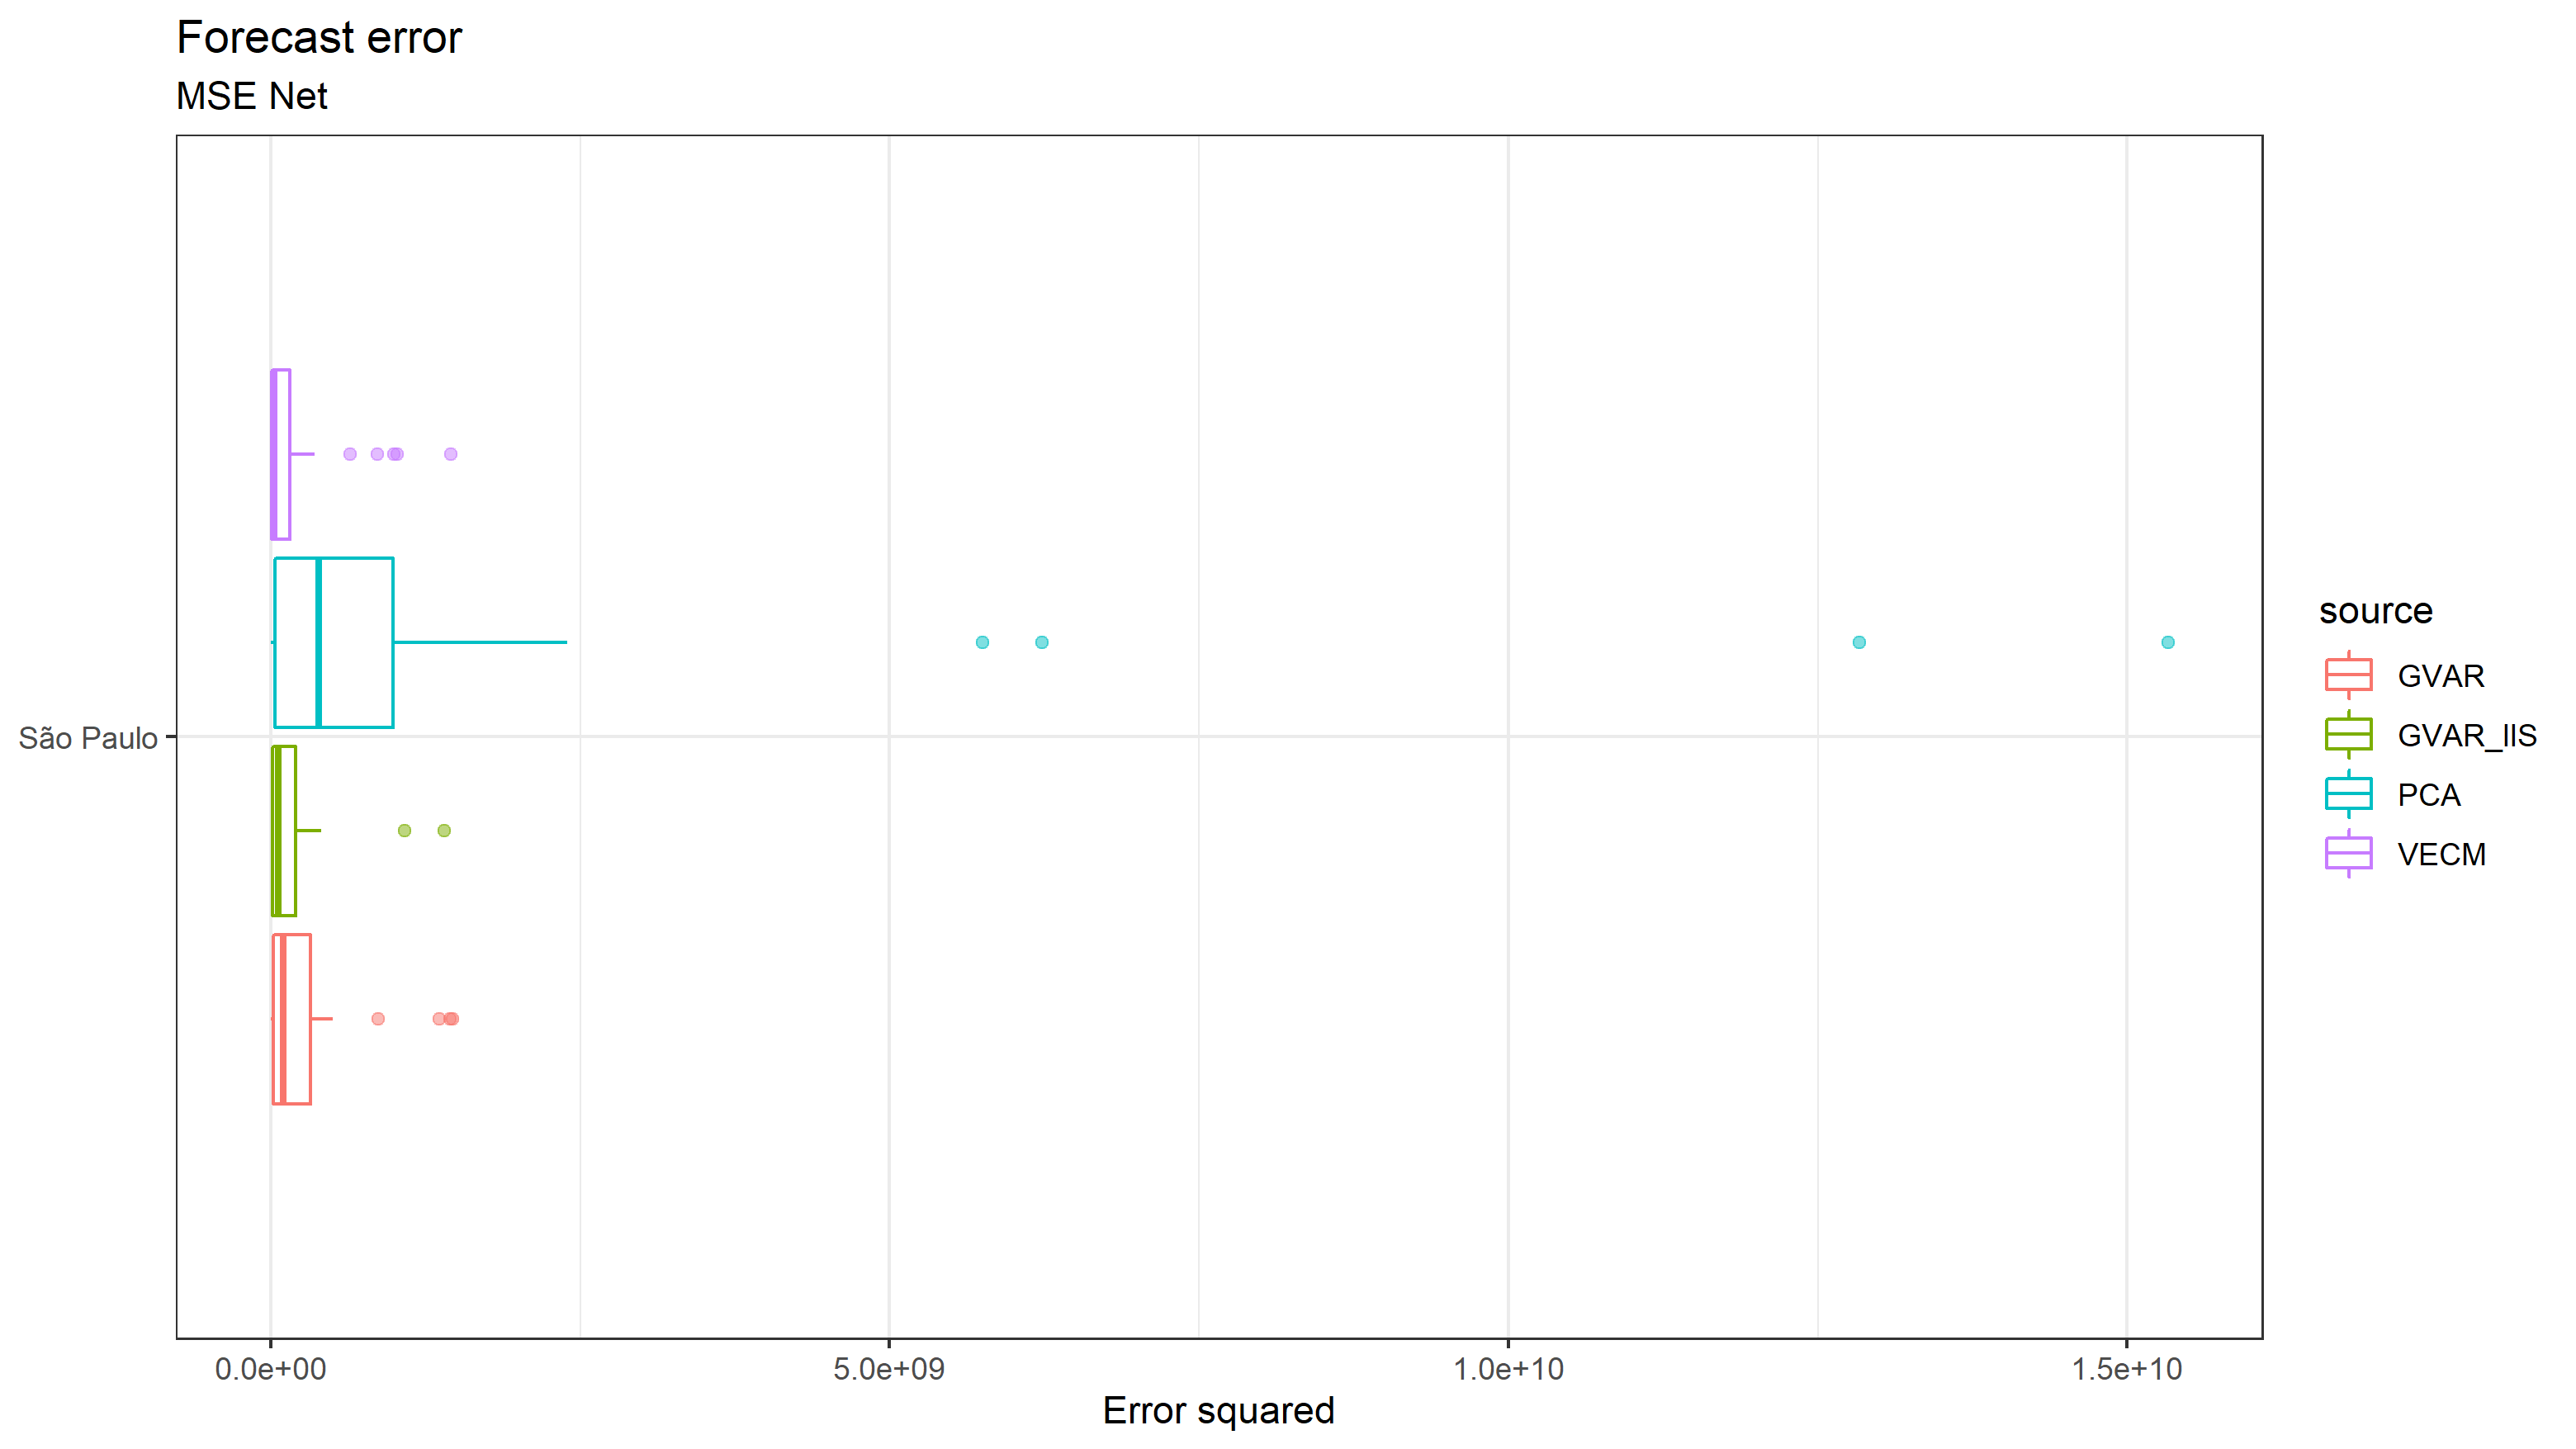 Forecast error
MSE Net
São Paulo
0.0e+00
5.0e+09
1.0e+10
1.5e+10
Error squared
source
GVAR
GVAR_IIS
PCA
VECM